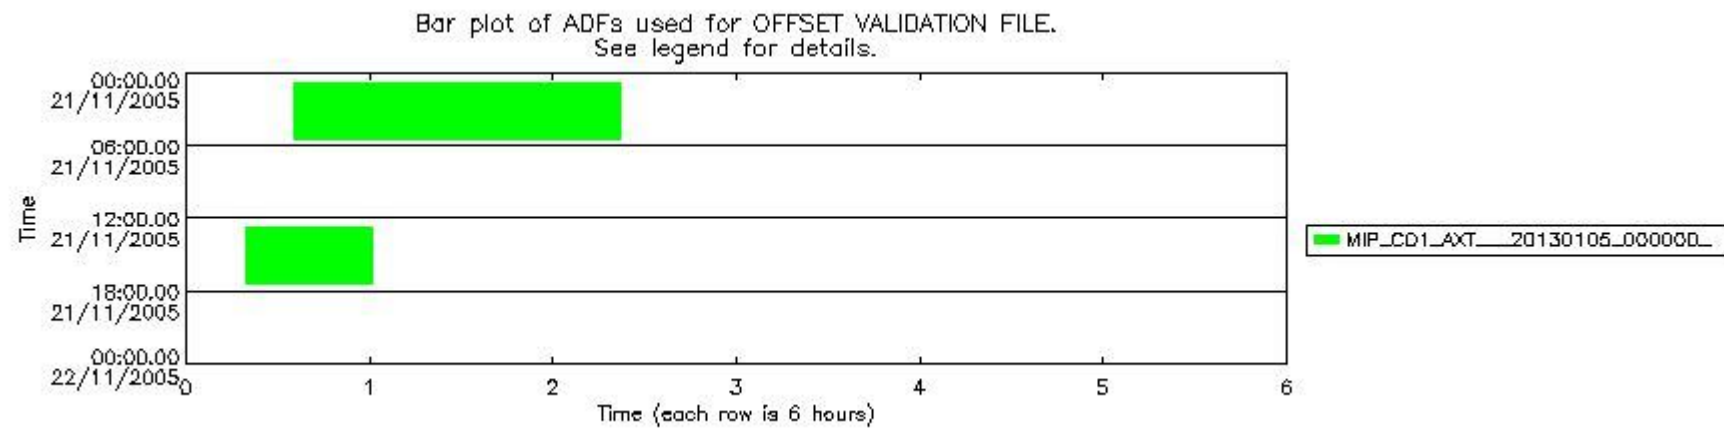 Bar plot of ADFs used for OFFSET VALIDATION FILE.
See legend for details.
00:00.00
21/11/2005
06:00.00
21/11/2005
Time
12:00.00
21/11/2005
MIP_CO1_AXT___20130105_000000_
18:00.00
21/11/2005
00:00.00
22/11/2005
0 1 2 3 4 5 6
Time (each row is 6 hours)